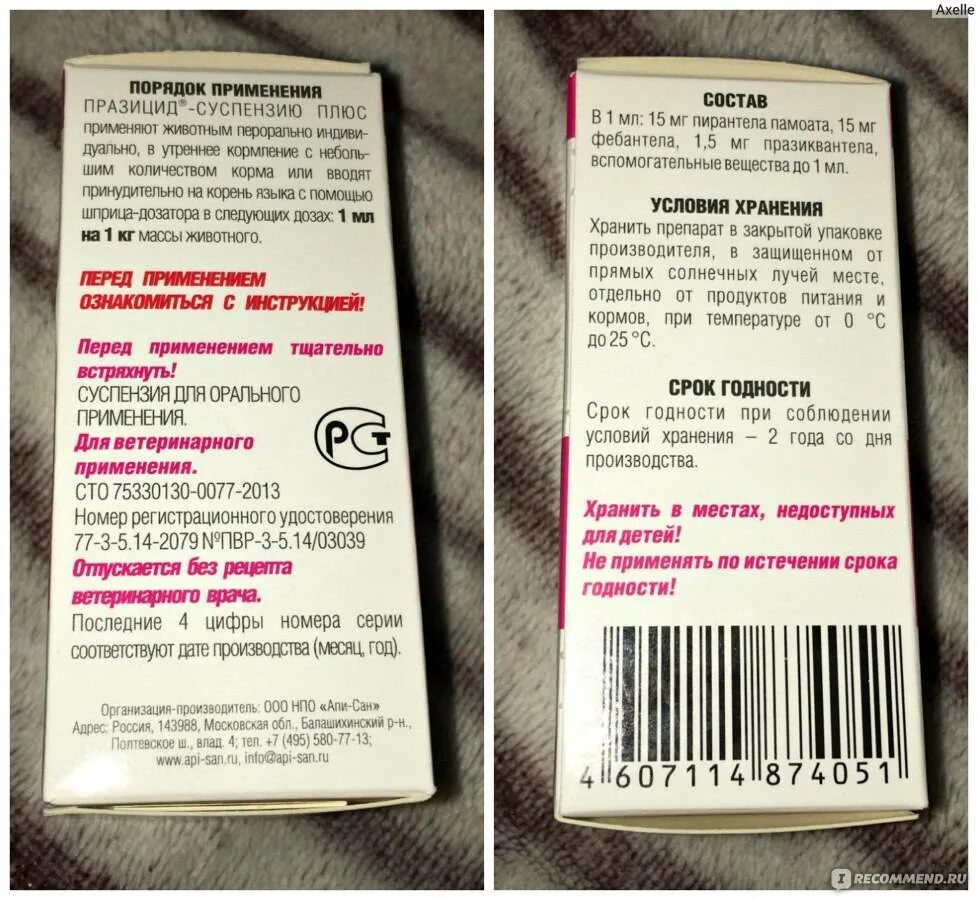 Axelle
ПОРЯДОК ПРИМЕНЕНИЯ
ПРАЗИЦИД®-СУСПЕНЗИЮ ПЛЮС
применяют животным перорально индиви-
дуально, в утреннее кормление с неболь-
шим количеством корма или вводят
принудительно на корень языка с помощью
шприца-дозатора в следующих дозах: 1 мл
на 1 кг массы животного.
ПЕРЕД ПРИМЕНЕНИЕМ
ОЗНАКОМИТЬСЯ С ИНСТРУКЦИЕЙ!
Перед применением тщательно
встряхнуть!
СУСПЕНЗИЯ ДЛЯ ОРАЛЬНОГО
ПРИМЕНЕНИЯ.
Для ветеринарного
применения.
СТО 75330130-0077-2013
Номер регистрационного удостоверения
77-3-5.14-2079 №ПВР-3-5.14/03039
Отпускается без рецепта
ветеринарного врача.
Последние 4 цифры номера серии
соответствуют дате производства (месяц, год).
Организация-производитель: ООО НПО «Апи-Сан»
Адрес: Россия, 143988, Московская обл., Балашихинский р-н.,
Полтевское ш., влад. 4; тел. +7 (495) 580-77-13;
www.api-san.ru, info@api-san.ru
РСТ
СОСТАВ
В 1 мл: 15 мг пирантела памоата, 15 мг
фебантела, 1,5 мг празиквантела,
вспомогательные вещества до 1 мл.
УСЛОВИЯ ХРАНЕНИЯ
Хранить препарат в закрытой упаковке
производителя, в защищенном от
прямых солнечных лучей месте,
отдельно от продуктов питания и
кормов, при температуре от 0 °С
до 25 °С.
СРОК ГОДНОСТИ
Срок годности при соблюдении
условий хранения – 2 года со дня
производства.
Хранить в местах, недоступных
для детей!
Не применять по истечении срока
годности!
4 607114 874051
IRECOMMEND.RU